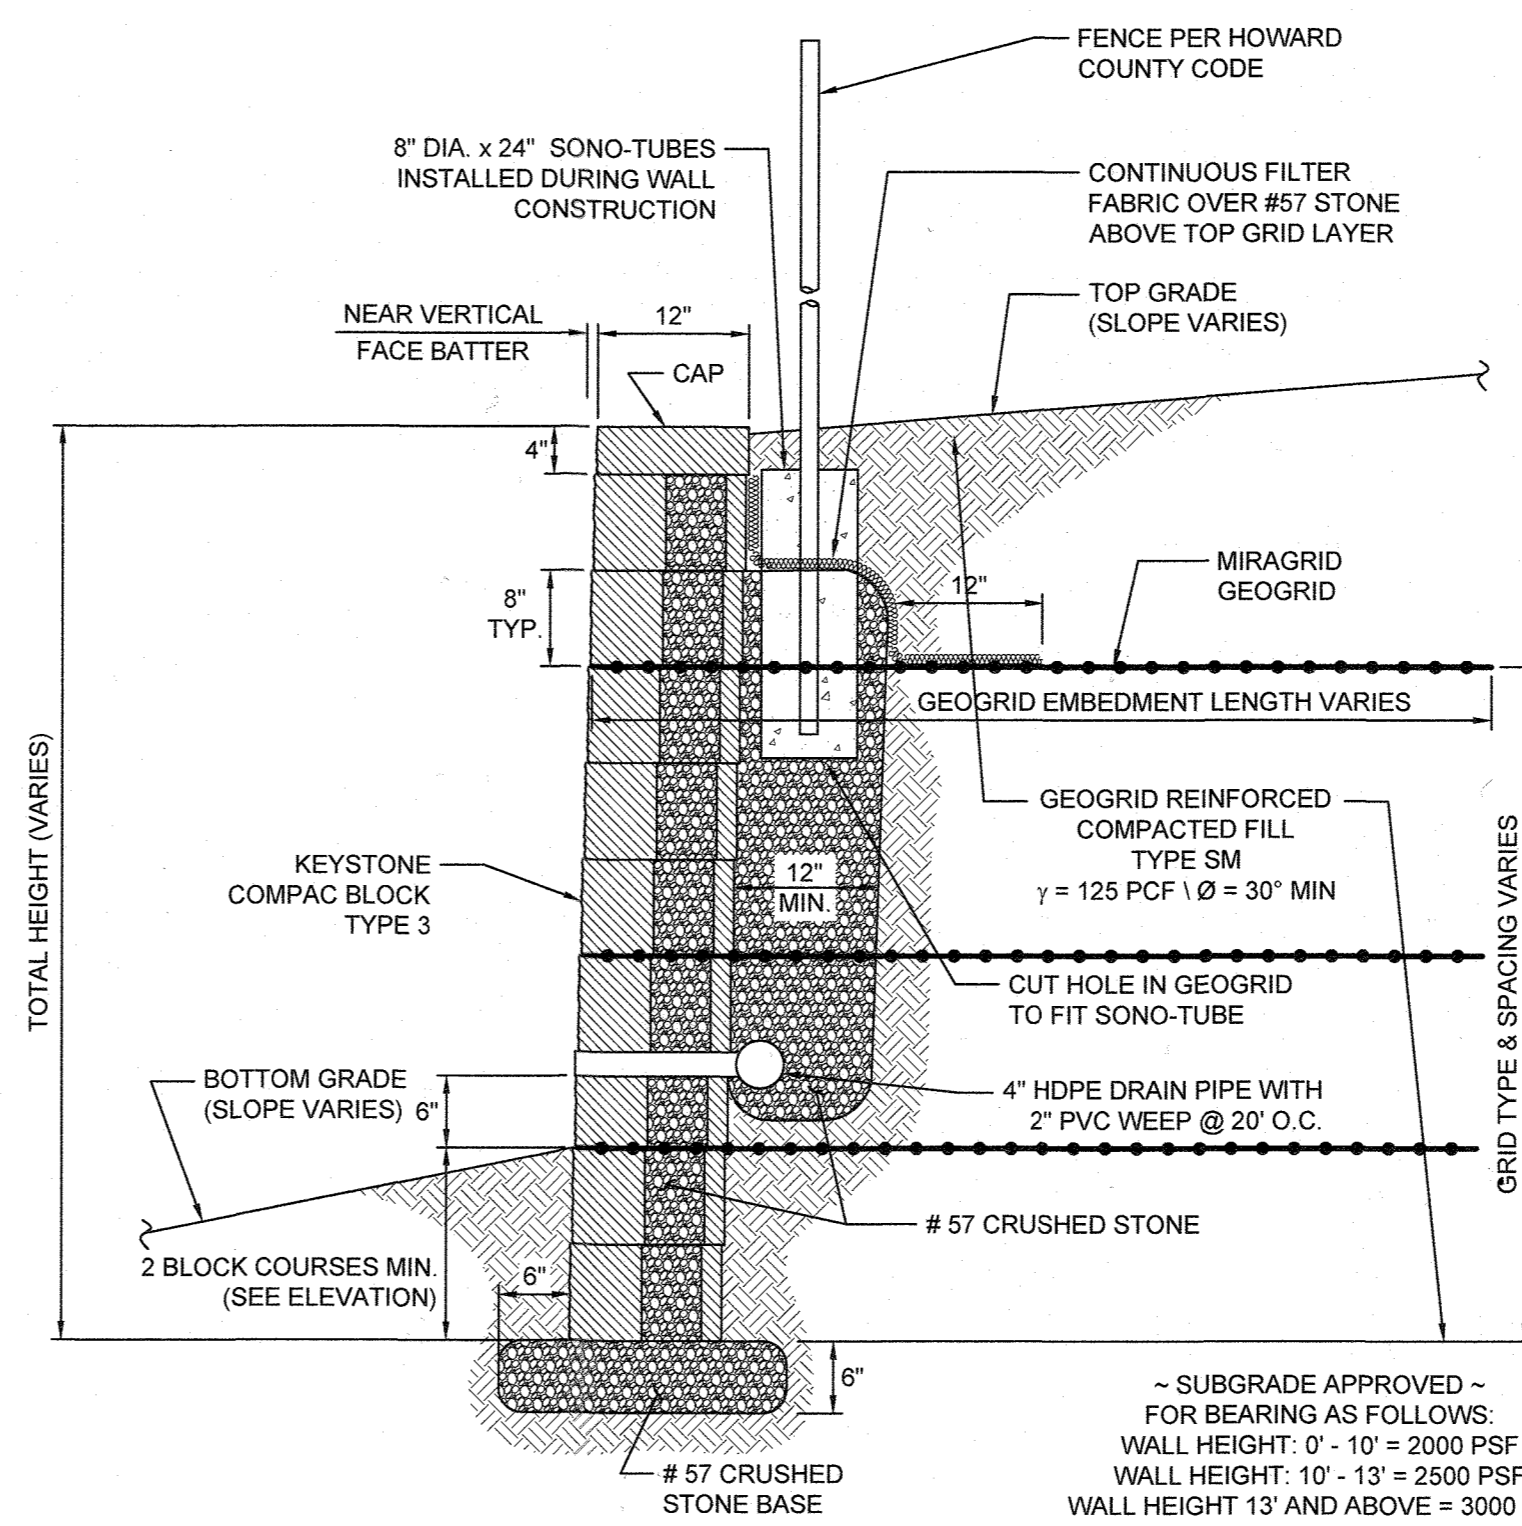 FENCE PER HOWARD
COUNTY CODE
8" DIA. x 24" SONO-TUBES
INSTALLED DURING WALL
CONSTRUCTION
CONTINUOUS FILTER
FABRIC OVER #57 STONE
ABOVE TOP GRID LAYER
TOP GRADE
(SLOPE VARIES)
NEAR VERTICAL
FACE BATTER
12"
CAP
4"
8"
TYP.
12"
MIRAGRID
GEOGRID
GEOGRID EMBEDMENT LENGTH VARIES
TOTAL HEIGHT (VARIES)
GEOGRID REINFORCED
COMPACTED FILL
TYPE SM
γ = 125 PCF \ Ø = 30° MIN
KEYSTONE
COMPAC BLOCK
TYPE 3
12"
MIN.
CUT HOLE IN GEOGRID
TO FIT SONO-TUBE
GRID TYPE & SPACING VARIES
BOTTOM GRADE
(SLOPE VARIES)
6"
4" HDPE DRAIN PIPE WITH
2" PVC WEEP @ 20' O.C.
# 57 CRUSHED STONE
2 BLOCK COURSES MIN.
(SEE ELEVATION)
6"
6"
# 57 CRUSHED
STONE BASE
~ SUBGRADE APPROVED ~
FOR BEARING AS FOLLOWS:
WALL HEIGHT: 0' - 10' = 2000 PSF
WALL HEIGHT: 10' - 13' = 2500 PSF
WALL HEIGHT 13' AND ABOVE = 3000